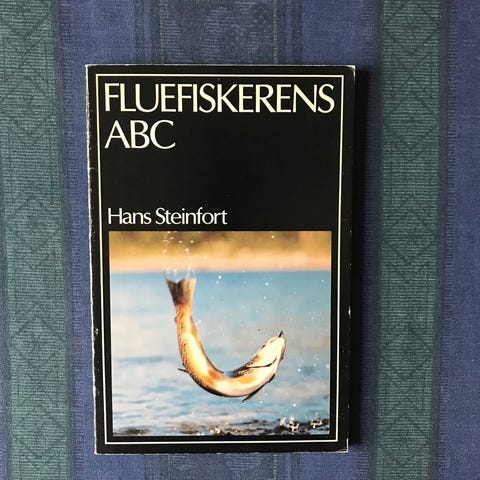 FLUEFISKERENS
ABC
Hans Steinfort